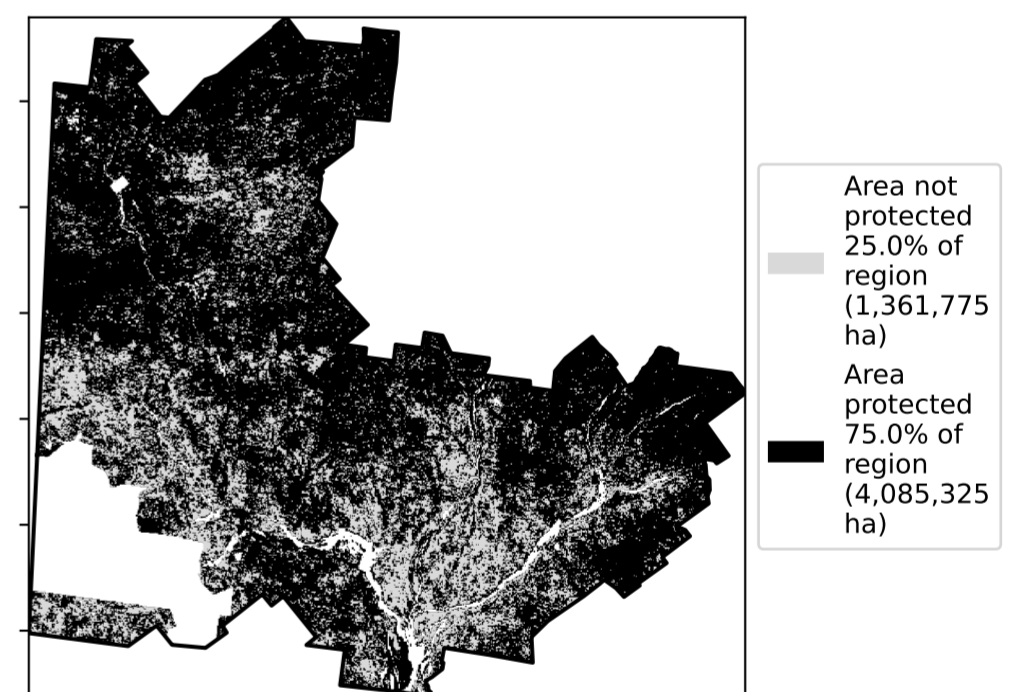 Area not
protected
25.0% of
region
(1,361,775
ha)
Area
protected
75.0% of
region
(4,085,325
ha)